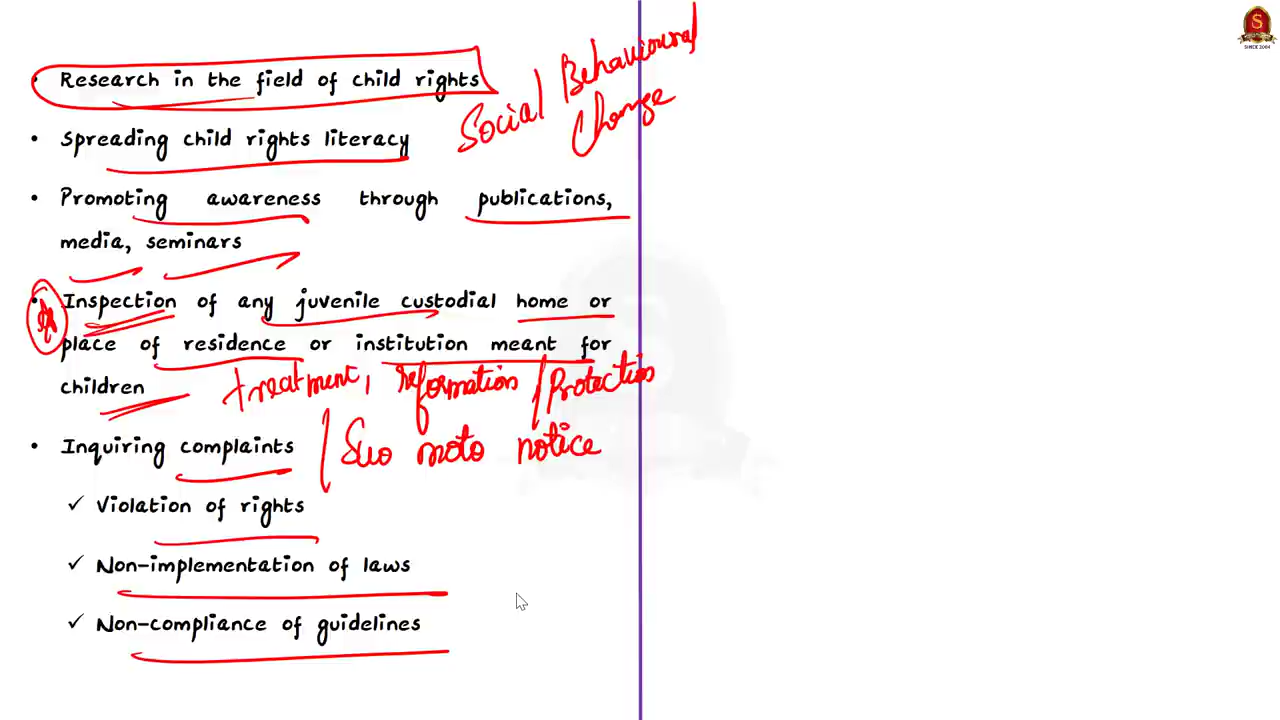 • Research in the field of child rights
Social Behavioural
Change
• Spreading child rights literacy
• Promoting awareness through publications,
media, seminars
• Inspection of any juvenile custodial home or
place of residence or institution meant for
children
treatment, reformation / Protection
• Inquiring complaints / Suo moto notice
✓ Violation of rights
✓ Non-implementation of laws
✓ Non-compliance of guidelines
S
SINCE 2004